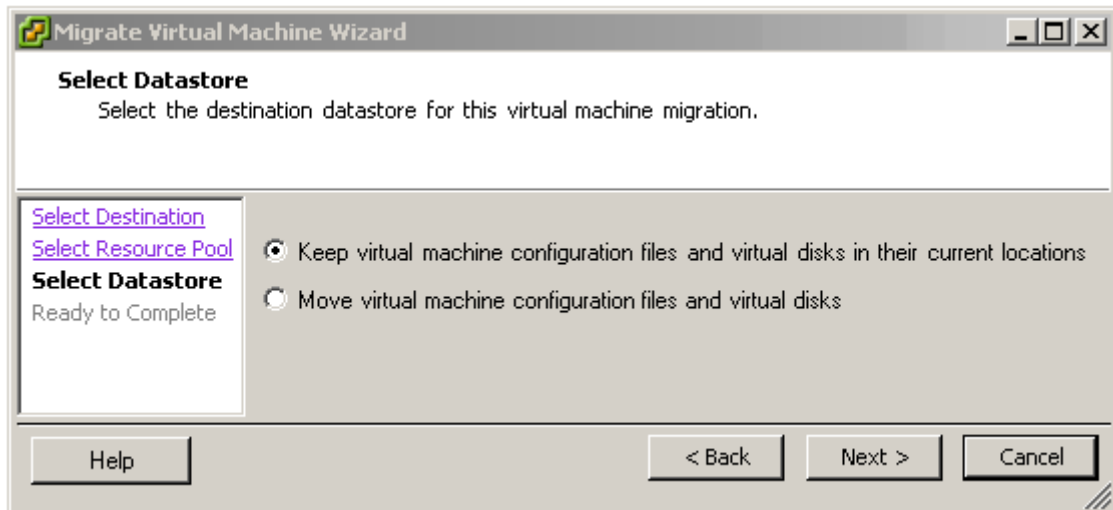 Migrate Virtual Machine Wizard
Select Datastore
Select the destination datastore for this virtual machine migration.
Select Destination
Select Resource Pool
Select Datastore
Ready to Complete
Keep virtual machine configuration files and virtual disks in their current locations
Move virtual machine configuration files and virtual disks
Help
< Back
Next >
Cancel